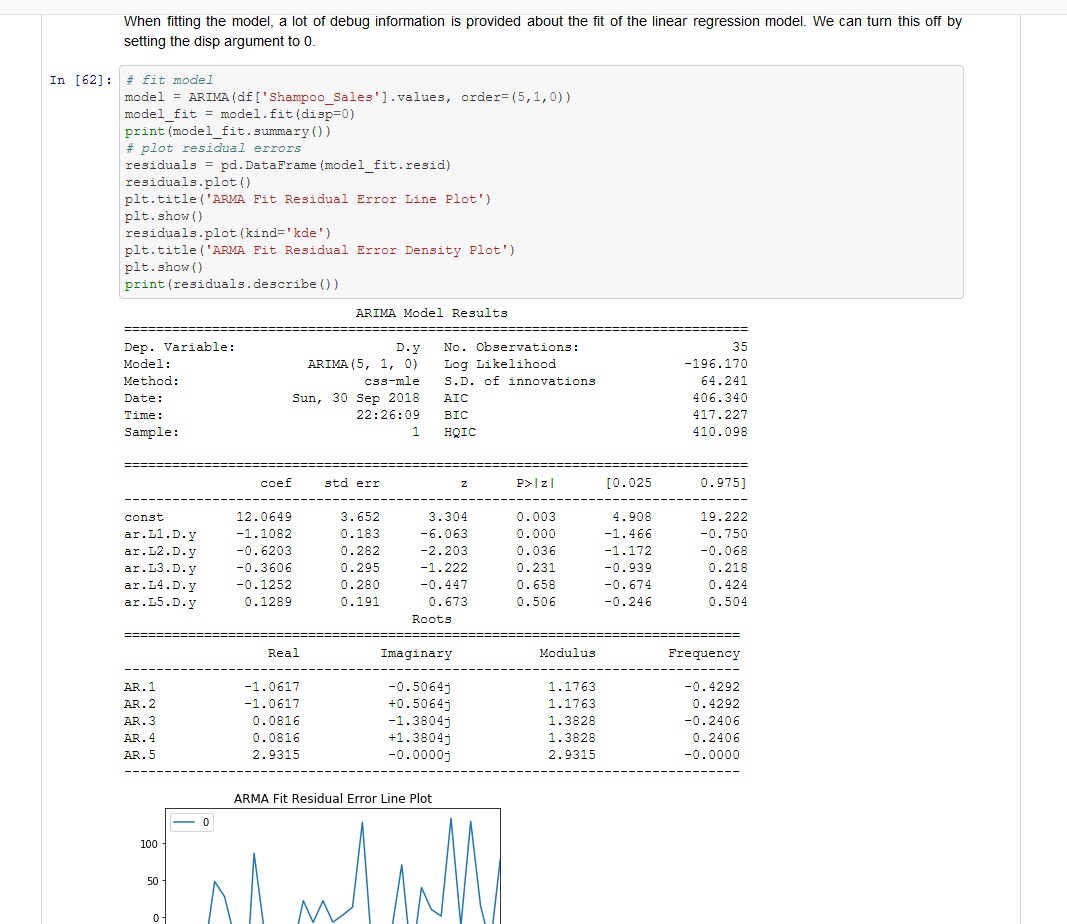 When fitting the model, a lot of debug information is provided about the fit of the linear regression model. We can turn this off by
setting the disp argument to 0.
In [62]: # fit model
model = ARIMA(df['Shampoo_Sales'].values, order=(5,1,0))
model_fit = model.fit(disp=0)
print(model_fit.summary())
# plot residual errors
residuals = pd.DataFrame(model_fit.resid)
residuals.plot()
plt.title('ARMA Fit Residual Error Line Plot')
plt.show()
residuals.plot(kind='kde')
plt.title('ARMA Fit Residual Error Density Plot')
plt.show()
print(residuals.describe())
ARIMA Model Results
==============================================================================
Dep. Variable: D.y No. Observations: 35
Model: ARIMA(5, 1, 0) Log Likelihood -196.170
Method: css-mle S.D. of innovations 64.241
Date: Sun, 30 Sep 2018 AIC 406.340
Time: 22:26:09 BIC 417.227
Sample: 1 HQIC 410.098
==============================================================================
coef std err z P>|z| [0.025 0.975]
------------------------------------------------------------------------------
const 12.0649 3.652 3.304 0.003 4.908 19.222
ar.L1.D.y -1.1082 0.183 -6.063 0.000 -1.466 -0.750
ar.L2.D.y -0.6203 0.282 -2.203 0.036 -1.172 -0.068
ar.L3.D.y -0.3606 0.295 -1.222 0.231 -0.939 0.218
ar.L4.D.y -0.1252 0.280 -0.447 0.658 -0.674 0.424
ar.L5.D.y 0.1289 0.191 0.673 0.506 -0.246 0.504
Roots
=============================================================================
Real Imaginary Modulus Frequency
-----------------------------------------------------------------------------
AR.1 -1.0617 -0.5064j 1.1763 -0.4292
AR.2 -1.0617 +0.5064j 1.1763 0.4292
AR.3 0.0816 -1.3804j 1.3828 -0.2406
AR.4 0.0816 +1.3804j 1.3828 0.2406
AR.5 2.9315 -0.0000j 2.9315 -0.0000
-----------------------------------------------------------------------------
ARMA Fit Residual Error Line Plot
0
100
50
0